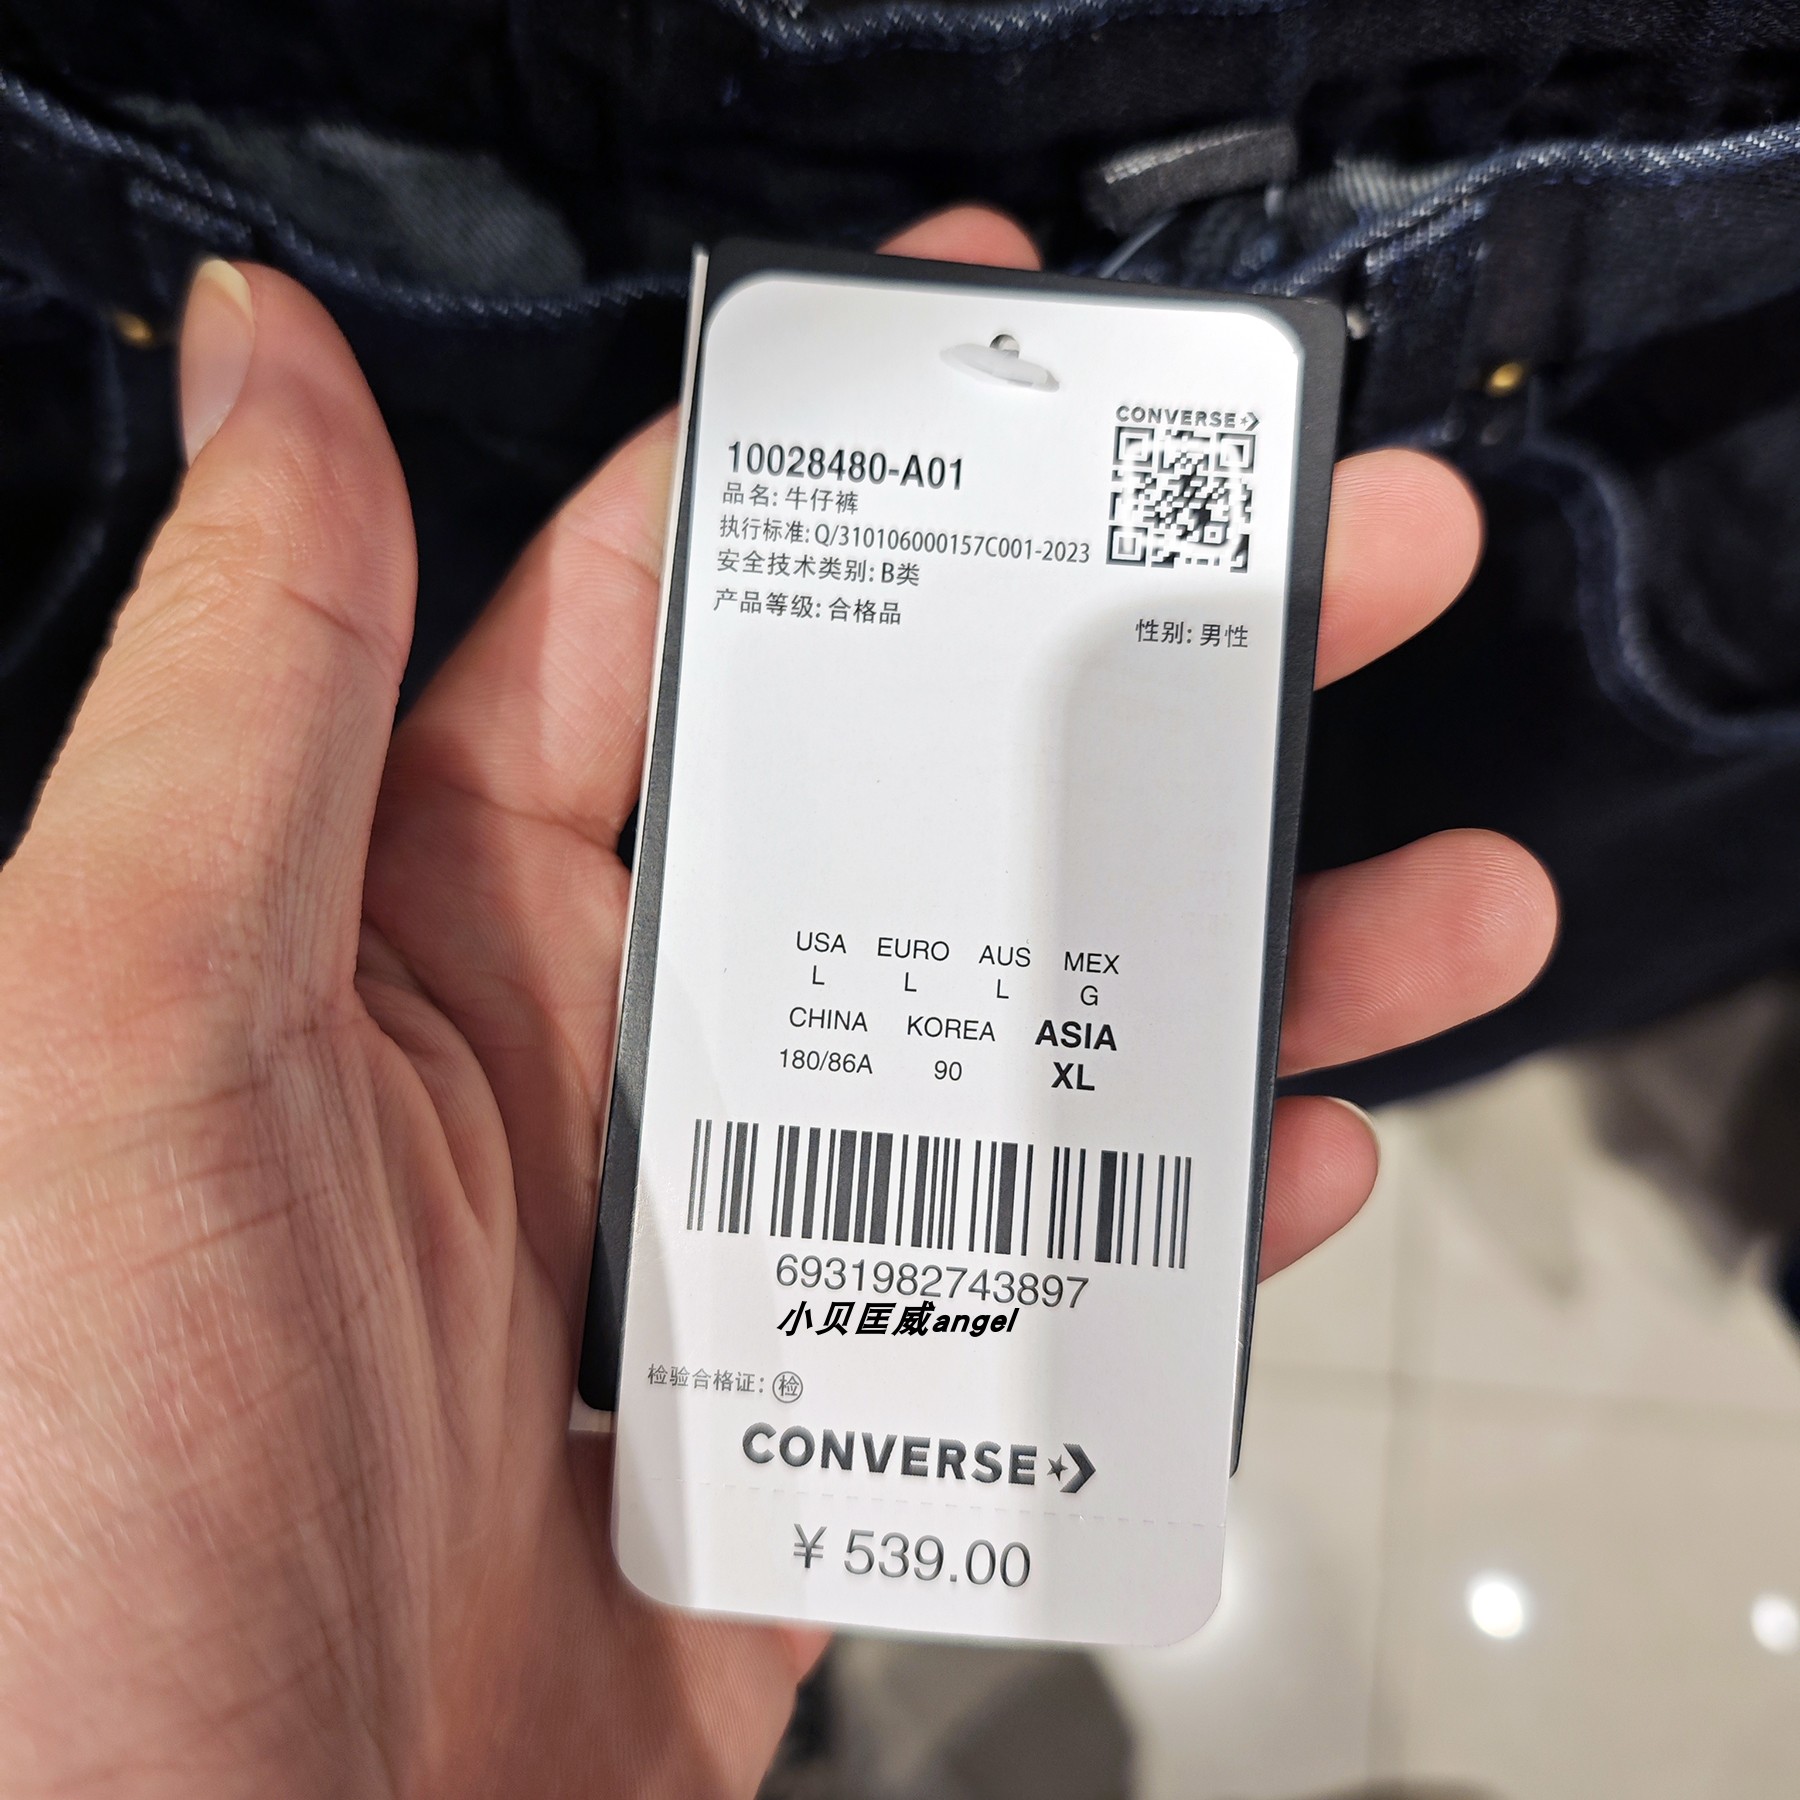 CONVERSE
10028480-A01
品名: 牛仔裤
执行标准: Q/310106000157C001-2023
安全技术类别: B类
产品等级: 合格品
性别: 男性
USA EURO AUS MEX
L L L G
CHINA KOREA ASIA
180/86A 90 XL
6931982743897
小贝匡威angel
检验合格证: 检
CONVERSE
¥ 539.00